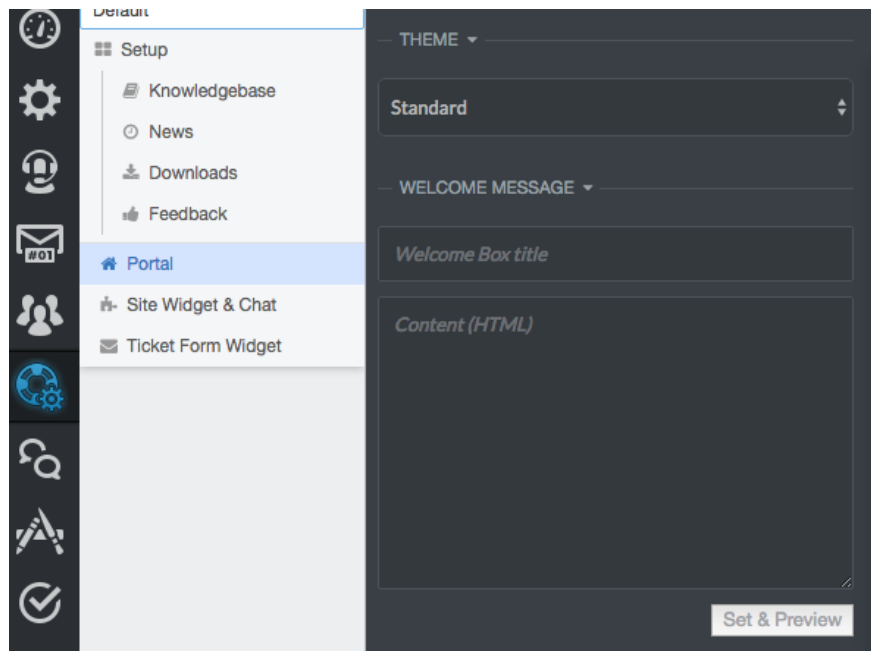 Default
Setup
Knowledgebase
News
Downloads
Feedback
Portal
Site Widget & Chat
Ticket Form Widget
#01
THEME
Standard
WELCOME MESSAGE
Welcome Box title
Content (HTML)
Set & Preview